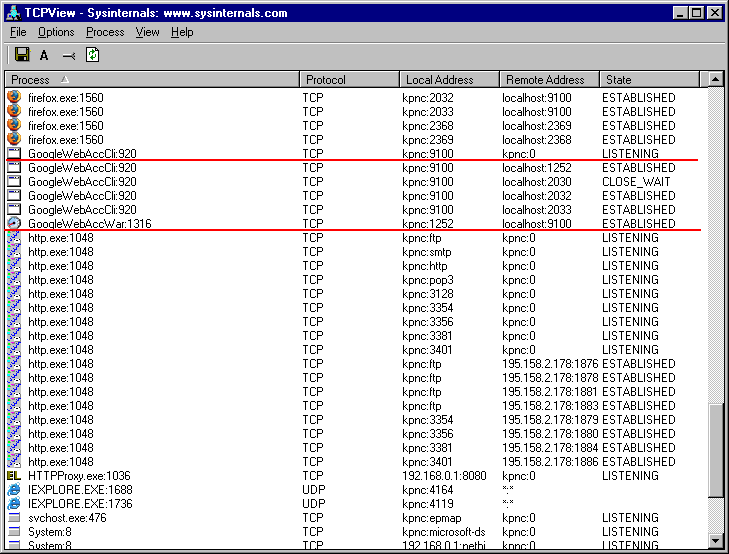 TCPView - Sysinternals: www.sysinternals.com
File Options Process View Help
A
Process Protocol Local Address Remote Address State
firefox.exe:1560 TCP kpnc:2032 localhost:9100 ESTABLISHED
firefox.exe:1560 TCP kpnc:2033 localhost:9100 ESTABLISHED
firefox.exe:1560 TCP kpnc:2368 localhost:2369 ESTABLISHED
firefox.exe:1560 TCP kpnc:2369 localhost:2368 ESTABLISHED
GoogleWebAccCli:920 TCP kpnc:9100 kpnc:0 LISTENING
GoogleWebAccCli:920 TCP kpnc:9100 localhost:1252 ESTABLISHED
GoogleWebAccCli:920 TCP kpnc:9100 localhost:2030 CLOSE_WAIT
GoogleWebAccCli:920 TCP kpnc:9100 localhost:2032 ESTABLISHED
GoogleWebAccCli:920 TCP kpnc:9100 localhost:2033 ESTABLISHED
GoogleWebAccWar:1316 TCP kpnc:1252 localhost:9100 ESTABLISHED
http.exe:1048 TCP kpnc:ftp kpnc:0 LISTENING
http.exe:1048 TCP kpnc:smtp kpnc:0 LISTENING
http.exe:1048 TCP kpnc:http kpnc:0 LISTENING
http.exe:1048 TCP kpnc:pop3 kpnc:0 LISTENING
http.exe:1048 TCP kpnc:3128 kpnc:0 LISTENING
http.exe:1048 TCP kpnc:3354 kpnc:0 LISTENING
http.exe:1048 TCP kpnc:3356 kpnc:0 LISTENING
http.exe:1048 TCP kpnc:3381 kpnc:0 LISTENING
http.exe:1048 TCP kpnc:3401 kpnc:0 LISTENING
http.exe:1048 TCP kpnc:ftp 195.158.2.178:1876 ESTABLISHED
http.exe:1048 TCP kpnc:ftp 195.158.2.178:1878 ESTABLISHED
http.exe:1048 TCP kpnc:ftp 195.158.2.178:1881 ESTABLISHED
http.exe:1048 TCP kpnc:ftp 195.158.2.178:1883 ESTABLISHED
http.exe:1048 TCP kpnc:3354 195.158.2.178:1879 ESTABLISHED
http.exe:1048 TCP kpnc:3356 195.158.2.178:1880 ESTABLISHED
http.exe:1048 TCP kpnc:3381 195.158.2.178:1884 ESTABLISHED
http.exe:1048 TCP kpnc:3401 195.158.2.178:1886 ESTABLISHED
EL HTTPProxy.exe:1036 TCP 192.168.0.1:8080 kpnc:0 LISTENING
IEXPLORE.EXE:1688 UDP kpnc:4164 *:*
IEXPLORE.EXE:1736 UDP kpnc:4119 *:*
svchost.exe:476 TCP kpnc:epmap kpnc:0 LISTENING
System:8 TCP kpnc:microsoft-ds kpnc:0 LISTENING
System:8 TCP 192.168.0.1:netbi kpnc:0 LISTENING